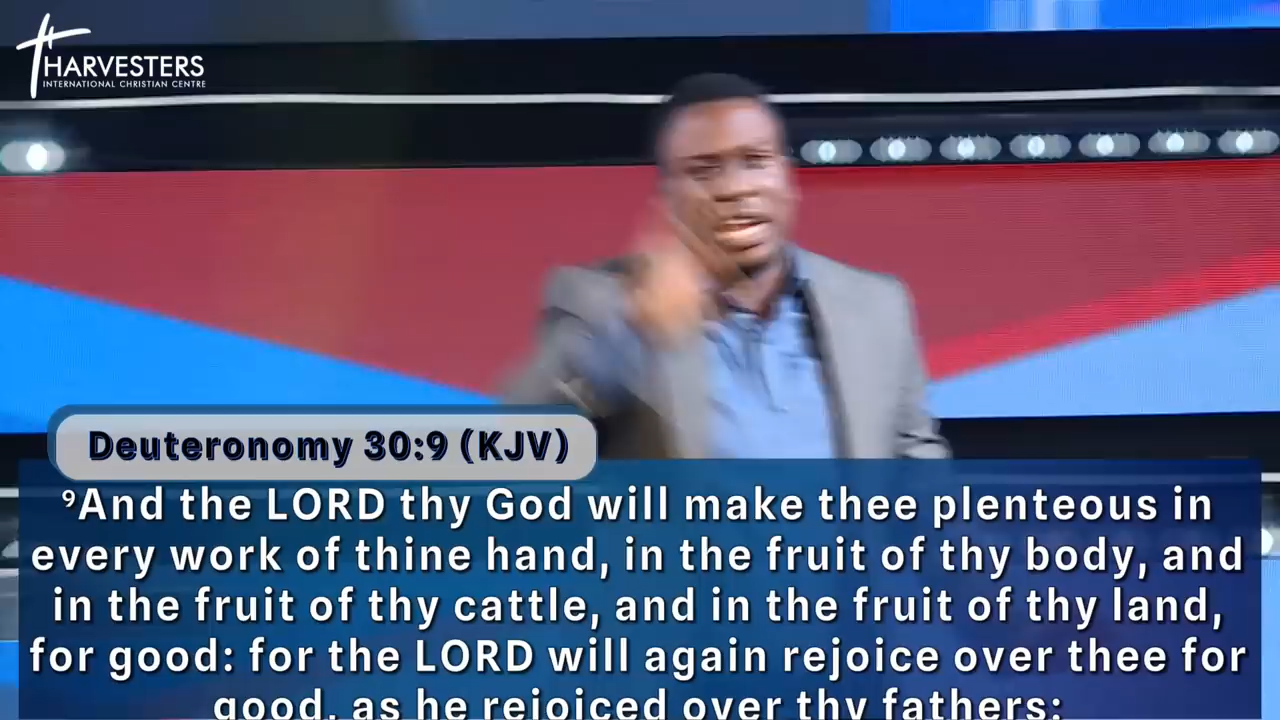 HARVESTERS
INTERNATIONAL CHRISTIAN CENTRE
Deuteronomy 30:9 (KJV)
⁹And the LORD thy God will make thee plenteous in
every work of thine hand, in the fruit of thy body, and
in the fruit of thy cattle, and in the fruit of thy land,
for good: for the LORD will again rejoice over thee for
good, as he rejoiced over thy fathers: